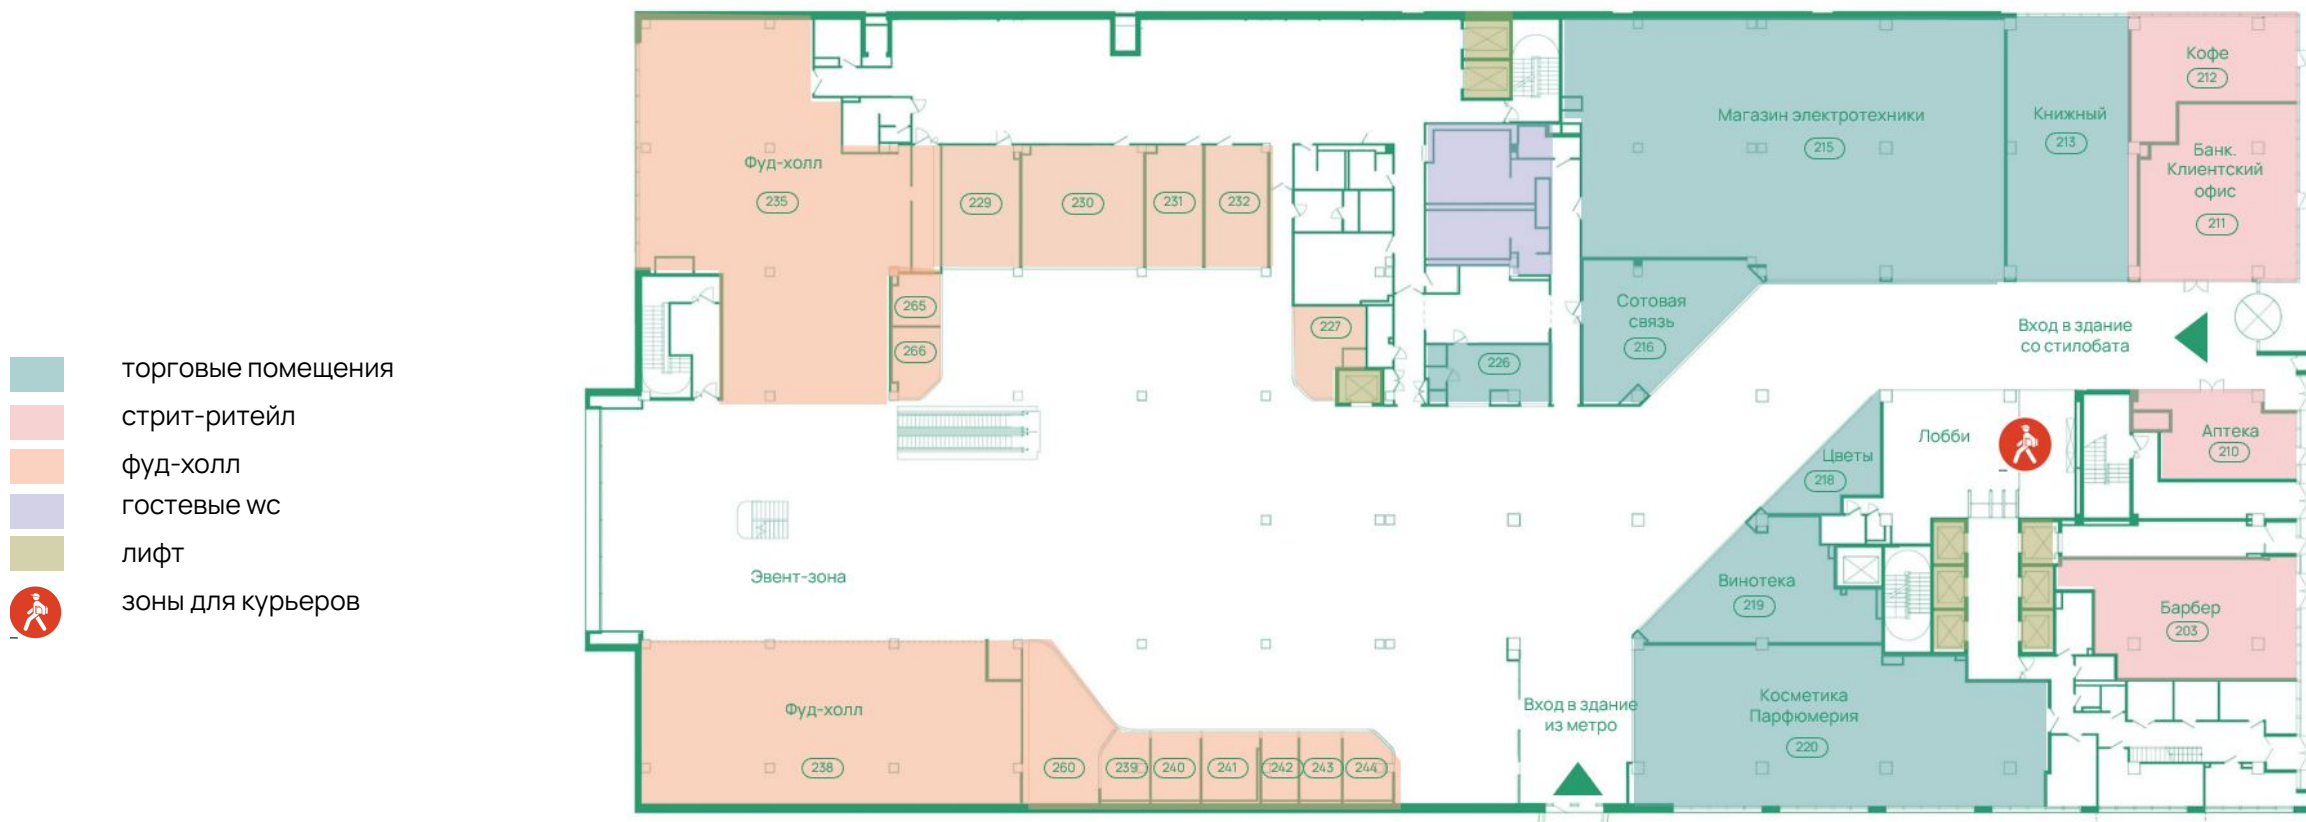 торговые помещения
стрит-ритейл
фуд-холл
гостевые wc
лифт
зоны для курьеров
Фуд-холл
235
229
230
231
232
265
266
227
226
Магазин электротехники
215
Книжный
213
Кофе
212
Банк.
Клиентский
офис
211
Сотовая
связь
216
Вход в здание
со стилобата
Лобби
Аптека
210
Цветы
218
Винотека
219
Барбер
203
Косметика
Парфюмерия
220
Вход в здание
из метро
Эвент-зона
Фуд-холл
238
260
239
240
241
242
243
244